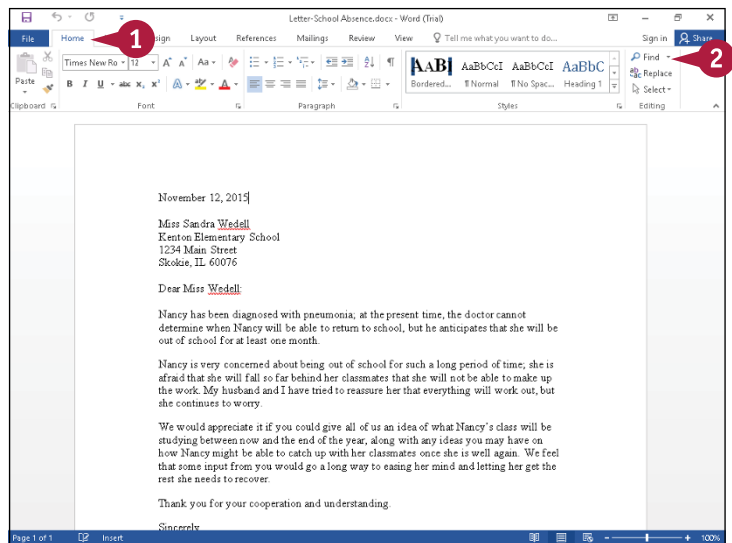 Letter-School Absence.docx - Word (Trial)
File Home sign Layout References Mailings Review View Tell me what you want to do... Sign in Share
1
2
Times New Ro 12 A A Aa
Paste
B I U abc x, x² A ab A
AaBl AaBbCcI AaBbCcI AaBbC
Bordered... ¶ Normal ¶ No Spac... Heading 1
Find
Replace
Select
Clipboard Font Paragraph Styles Editing
November 12, 2015
Miss Sandra Wedell
Kenton Elementary School
1234 Main Street
Skokie, IL 60076
Dear Miss Wedell:
Nancy has been diagnosed with pneumonia; at the present time, the doctor cannot
determine when Nancy will be able to return to school, but he anticipates that she will be
out of school for at least one month.
Nancy is very concerned about being out of school for such a long period of time; she is
afraid that she will fall so far behind her classmates that she will not be able to make up
the work. My husband and I have tried to reassure her that everything will work out, but
she continues to worry.
We would appreciate it if you could give all of us an idea of what Nancy's class will be
studying between now and the end of the year, along with any ideas you may have on
how Nancy might be able to catch up with her classmates once she is well again. We feel
that some input from you would go a long way to easing her mind and letting her get the
rest she needs to recover.
Thank you for your cooperation and understanding.
Sincerely
Page 1 of 1 Insert 100%